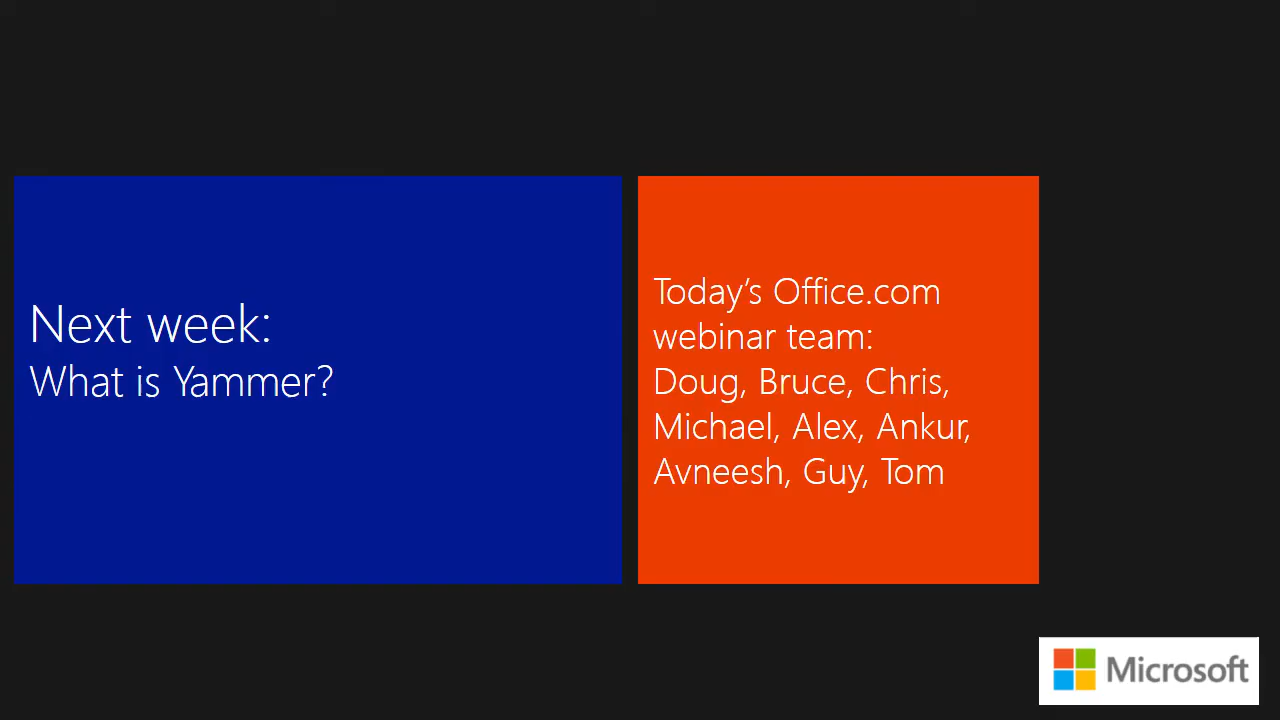 Next week:
What is Yammer?
Today’s Office.com
webinar team:
Doug, Bruce, Chris,
Michael, Alex, Ankur,
Avneesh, Guy, Tom
Microsoft